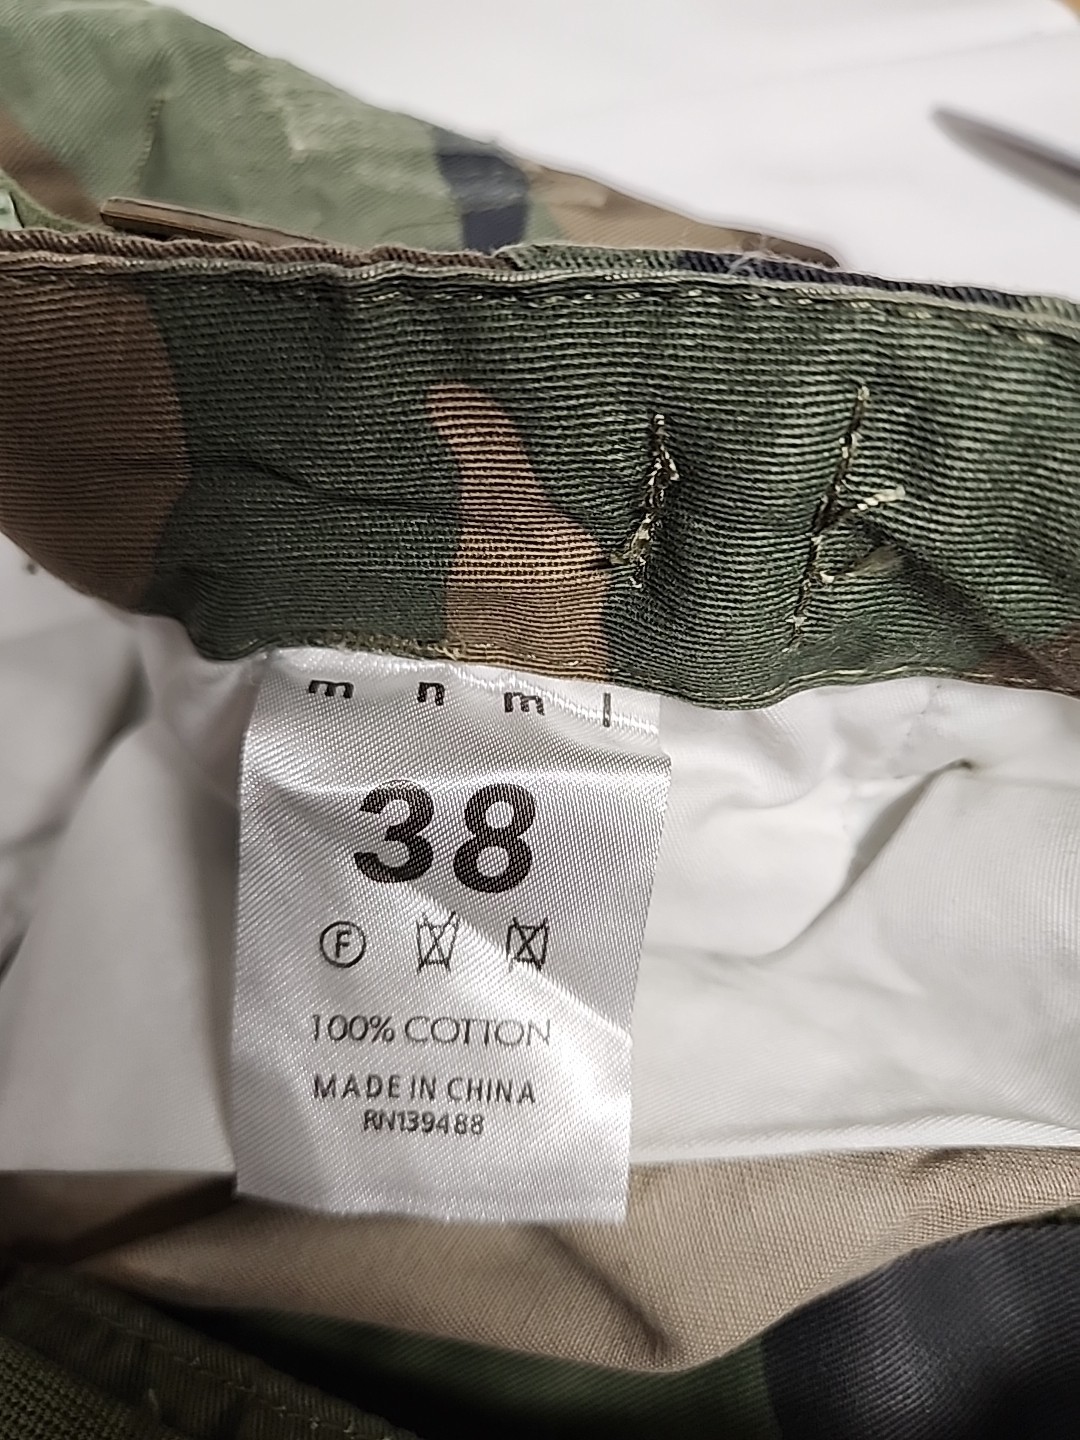 m n m l
38
F
100% COTTON
MADE IN CHINA
RN139488